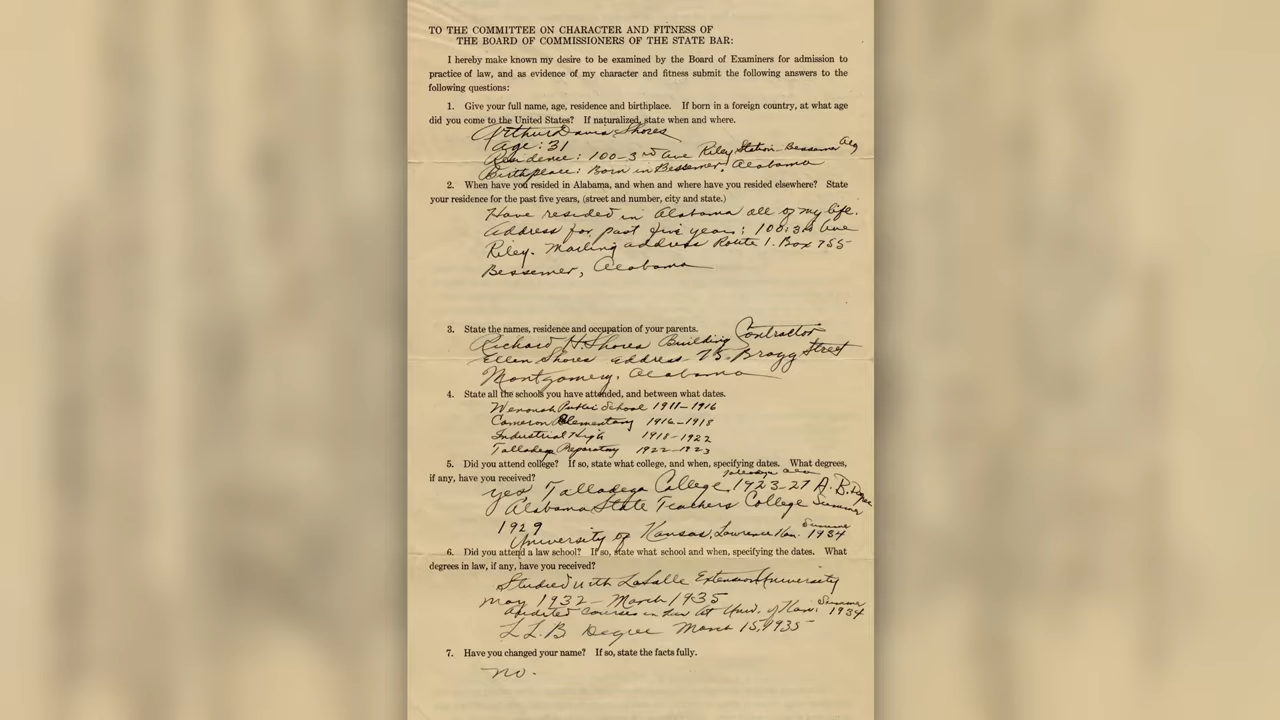 TO THE COMMITTEE ON CHARACTER AND FITNESS OF
THE BOARD OF COMMISSIONERS OF THE STATE BAR:
I hereby make known my desire to be examined by the Board of Examiners for admission to
practice of law, and as evidence of my character and fitness submit the following answers to the
following questions:
1. Give your full name, age, residence and birthplace. If born in a foreign country, at what age
did you come to the United States? If naturalized, state when and where.
Arthur Davis Shores
Age: 31
Residence: 100-3rd Ave Riley Station-Bessemer Ala
Birthplace: Born in Bessemer, Alabama
2. When have you resided in Alabama, and when and where have you resided elsewhere? State
your residence for the past five years, (street and number, city and state.)
Have resided in Alabama all of my life.
Address for past five years: 100-3rd Ave
Riley. Mailing address Route 1. Box 755
Bessemer, Alabama
3. State the names, residence and occupation of your parents.
Richard H. Shores Building Contractor
Ellen Shores address 75 Bragg Street
Montgomery, Alabama
4. State all the schools you have attended, and between what dates.
Wenonah Public School 1911-1916
Cameron Elementary 1916-1918
Industrial High 1918-1922
Talladega Preparatory 1922-1923
5. Did you attend college? If so, state what college, and when, specifying dates. What degrees,
if any, have you received?
Talladega Ala
yes Talladega College, 1923-27 A.B. Degree
Alabama State Teachers College Summer
1929
University of Kansas, Lawrence Kan. Summer 1934
6. Did you attend a law school? If so, state what school and when, specifying the dates. What
degrees in law, if any, have you received?
Studied with LaSalle Extension University
May 1932-March 1935
Audited Courses in Law At Univ. of Kan. Summer 1934
L.L.B Degree March 15, 1935
7. Have you changed your name? If so, state the facts fully.
no.